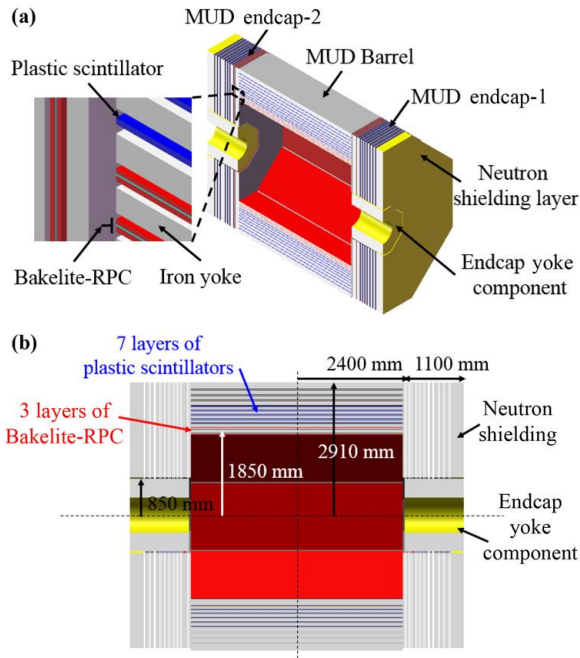 (a)
MUD endcap-2
MUD Barrel
Plastic scintillator
MUD endcap-1
Neutron
shielding layer
Bakelite-RPC
Iron yoke
Endcap yoke
component
(b)
7 layers of
plastic scintillators
2400 mm
1100 mm
3 layers of
Bakelite-RPC
Neutron
shielding
2910 mm
1850 mm
850 mm
Endcap
yoke
component